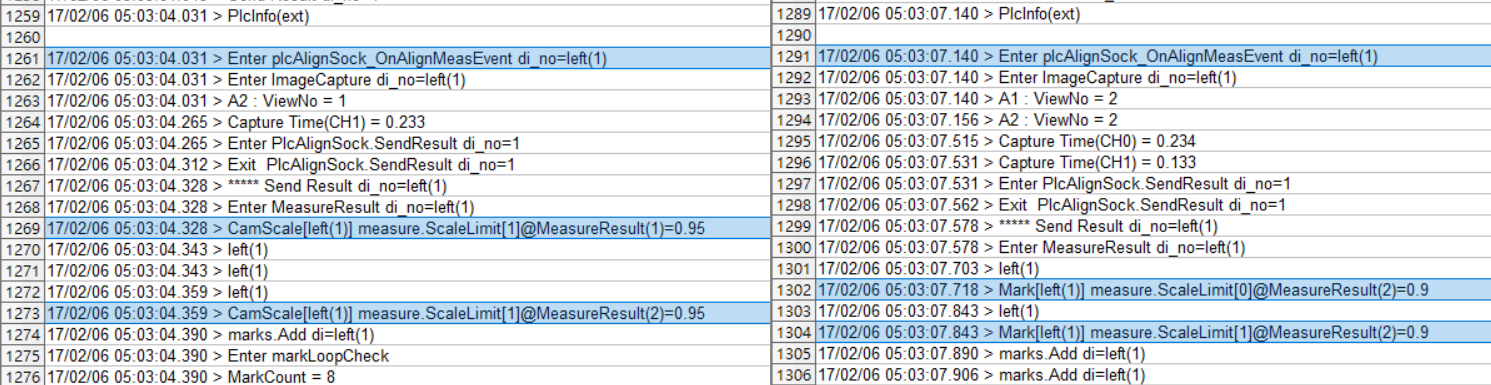 1259 17/02/06 05:03:04.031 > PlcInfo(ext)
1260
1261 17/02/06 05:03:04.031 > Enter plcAlignSock_OnAlignMeasEvent di_no=left(1)
1262 17/02/06 05:03:04.031 > Enter ImageCapture di_no=left(1)
1263 17/02/06 05:03:04.031 > A2 : ViewNo = 1
1264 17/02/06 05:03:04.265 > Capture Time(CH1) = 0.233
1265 17/02/06 05:03:04.265 > Enter PlcAlignSock.SendResult di_no=1
1266 17/02/06 05:03:04.312 > Exit  PlcAlignSock.SendResult di_no=1
1267 17/02/06 05:03:04.328 > ***** Send Result di_no=left(1)
1268 17/02/06 05:03:04.328 > Enter MeasureResult di_no=left(1)
1269 17/02/06 05:03:04.328 > CamScale[left(1)] measure.ScaleLimit[1]@MeasureResult(1)=0.95
1270 17/02/06 05:03:04.343 > left(1)
1271 17/02/06 05:03:04.343 > left(1)
1272 17/02/06 05:03:04.359 > left(1)
1273 17/02/06 05:03:04.359 > CamScale[left(1)] measure.ScaleLimit[1]@MeasureResult(2)=0.95
1274 17/02/06 05:03:04.390 > marks.Add di=left(1)
1275 17/02/06 05:03:04.390 > Enter markLoopCheck
1276 17/02/06 05:03:04.390 > MarkCount = 8
1289 17/02/06 05:03:07.140 > PlcInfo(ext)
1290
1291 17/02/06 05:03:07.140 > Enter plcAlignSock_OnAlignMeasEvent di_no=left(1)
1292 17/02/06 05:03:07.140 > Enter ImageCapture di_no=left(1)
1293 17/02/06 05:03:07.140 > A1 : ViewNo = 2
1294 17/02/06 05:03:07.156 > A2 : ViewNo = 2
1295 17/02/06 05:03:07.515 > Capture Time(CH0) = 0.234
1296 17/02/06 05:03:07.531 > Capture Time(CH1) = 0.133
1297 17/02/06 05:03:07.531 > Enter PlcAlignSock.SendResult di_no=1
1298 17/02/06 05:03:07.562 > Exit  PlcAlignSock.SendResult di_no=1
1299 17/02/06 05:03:07.578 > ***** Send Result di_no=left(1)
1300 17/02/06 05:03:07.578 > Enter MeasureResult di_no=left(1)
1301 17/02/06 05:03:07.703 > left(1)
1302 17/02/06 05:03:07.718 > Mark[left(1)] measure.ScaleLimit[0]@MeasureResult(2)=0.9
1303 17/02/06 05:03:07.843 > left(1)
1304 17/02/06 05:03:07.843 > Mark[left(1)] measure.ScaleLimit[1]@MeasureResult(2)=0.9
1305 17/02/06 05:03:07.890 > marks.Add di=left(1)
1306 17/02/06 05:03:07.906 > marks.Add di=left(1)